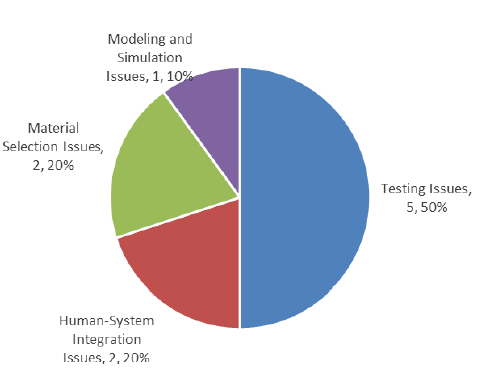 Modeling and
Simulation
Issues, 1, 10%
Material
Selection Issues,
2, 20%
Testing Issues,
5, 50%
Human-System
Integration
Issues, 2, 20%